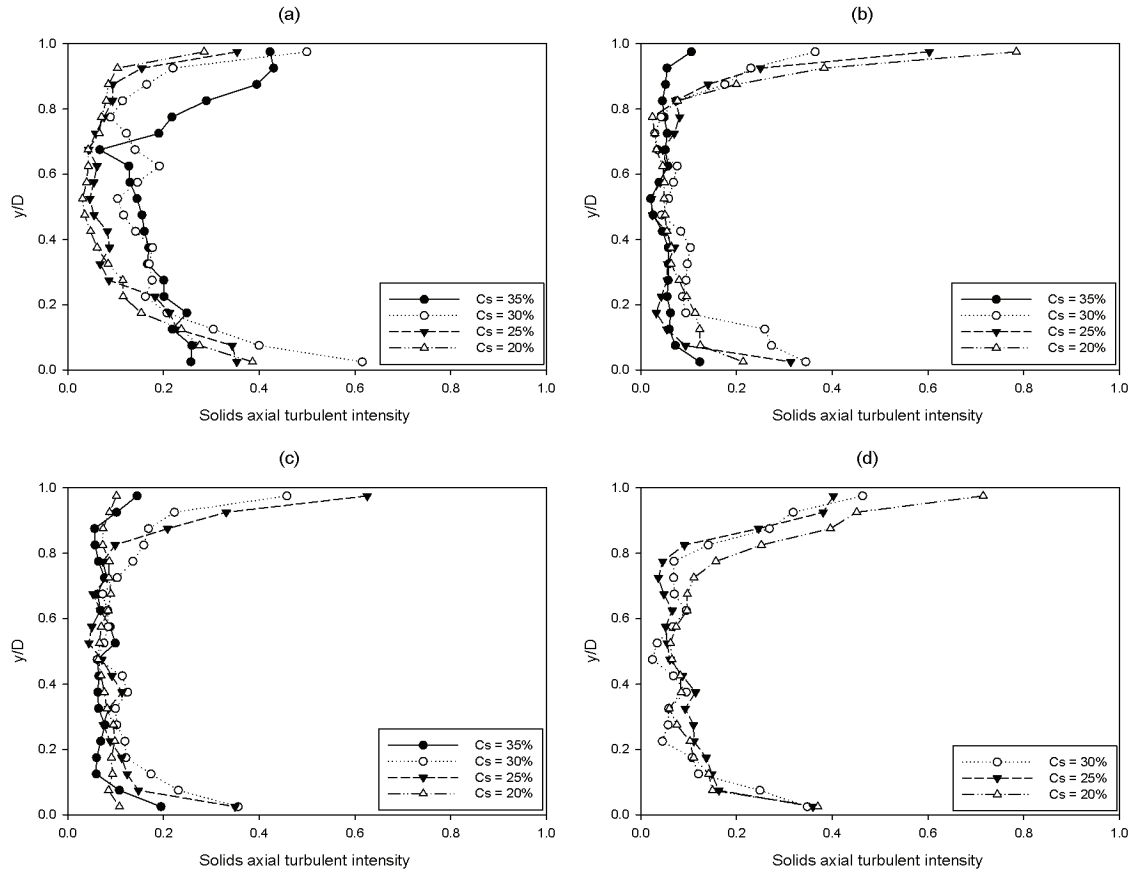 (a)
1.0
0.8
0.6
0.4
0.2
0.0
y/D
0.0 0.2 0.4 0.6 0.8 1.0
Solids axial turbulent intensity
Cs = 35%
Cs = 30%
Cs = 25%
Cs = 20%
(b)
1.0
0.8
0.6
0.4
0.2
0.0
y/D
0.0 0.2 0.4 0.6 0.8 1.0
Solids axial turbulent intensity
Cs = 35%
Cs = 30%
Cs = 25%
Cs = 20%
(c)
1.0
0.8
0.6
0.4
0.2
0.0
y/D
0.0 0.2 0.4 0.6 0.8 1.0
Solids axial turbulent intensity
Cs = 35%
Cs = 30%
Cs = 25%
Cs = 20%
(d)
1.0
0.8
0.6
0.4
0.2
0.0
y/D
0.0 0.2 0.4 0.6 0.8 1.0
Solids axial turbulent intensity
Cs = 30%
Cs = 25%
Cs = 20%